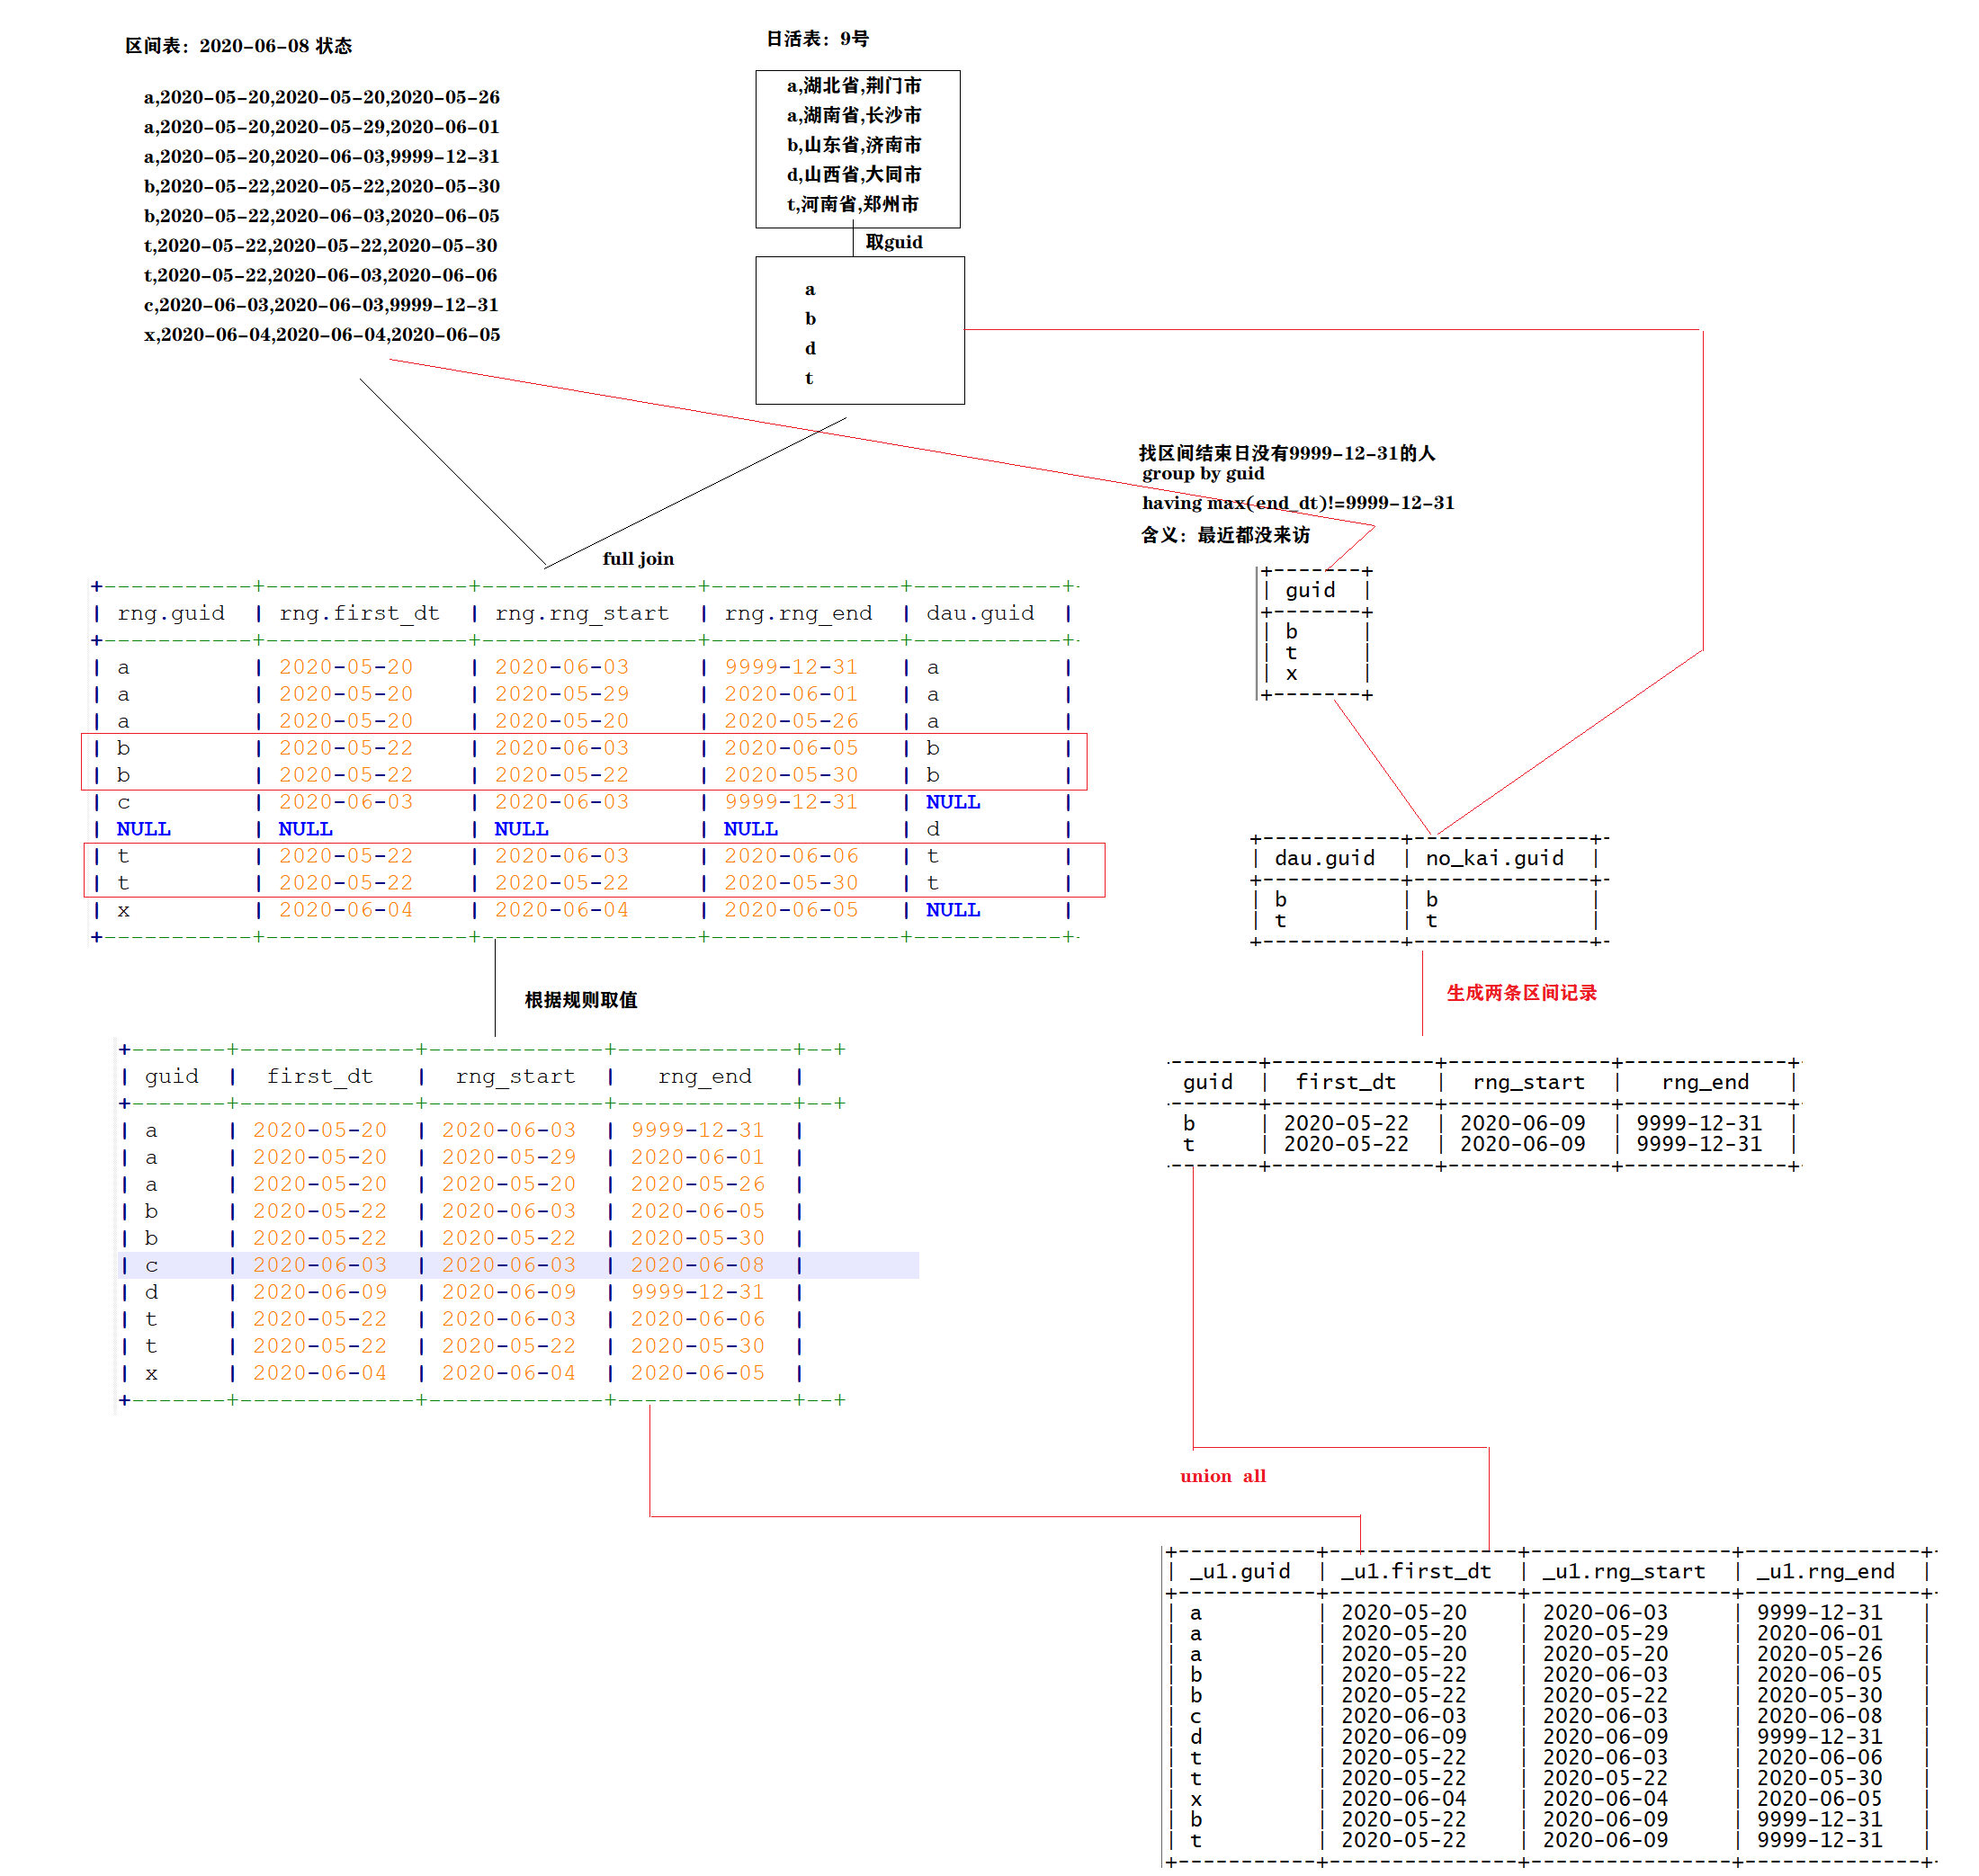 区间表：2020-06-08 状态
a,2020-05-20,2020-05-20,2020-05-26
a,2020-05-20,2020-05-29,2020-06-01
a,2020-05-20,2020-06-03,9999-12-31
b,2020-05-22,2020-05-22,2020-05-30
b,2020-05-22,2020-06-03,2020-06-05
t,2020-05-22,2020-05-22,2020-05-30
t,2020-05-22,2020-06-03,2020-06-06
c,2020-06-03,2020-06-03,9999-12-31
x,2020-06-04,2020-06-04,2020-06-05
日活表：9号
a,湖北省,荆门市
a,湖南省,长沙市
b,山东省,济南市
d,山西省,大同市
t,河南省,郑州市
取guid
a
b
d
t
找区间结束日没有9999-12-31的人
group by guid
having max(end_dt)!=9999-12-31
含义：最近都没来访
full join
+-----------+----------------+-----------------+---------------+------------+-
| rng.guid | rng.first_dt | rng.rng_start | rng.rng_end | dau.guid |
+-----------+----------------+-----------------+---------------+------------+-
| a | 2020-05-20 | 2020-06-03 | 9999-12-31 | a |
| a | 2020-05-20 | 2020-05-29 | 2020-06-01 | a |
| a | 2020-05-20 | 2020-05-20 | 2020-05-26 | a |
| b | 2020-05-22 | 2020-06-03 | 2020-06-05 | b |
| b | 2020-05-22 | 2020-05-22 | 2020-05-30 | b |
| c | 2020-06-03 | 2020-06-03 | 9999-12-31 | NULL |
| NULL | NULL | NULL | NULL | d |
| t | 2020-05-22 | 2020-06-03 | 2020-06-06 | t |
| t | 2020-05-22 | 2020-05-22 | 2020-05-30 | t |
| x | 2020-06-04 | 2020-06-04 | 2020-06-05 | NULL |
+-----------+----------------+-----------------+---------------+------------+-
+-------+
| guid |
+-------+
| b |
| t |
| x |
+-------+
+-----------+--------------+-
| dau.guid | no_kai.guid |
+-----------+--------------+-
| b | b |
| t | t |
+-----------+--------------+-
根据规则取值
生成两条区间记录
+-------+-------------+-------------+-------------+--+
| guid | first_dt | rng_start | rng_end |
+-------+-------------+-------------+-------------+--+
| a | 2020-05-20 | 2020-06-03 | 9999-12-31 |
| a | 2020-05-20 | 2020-05-29 | 2020-06-01 |
| a | 2020-05-20 | 2020-05-20 | 2020-05-26 |
| b | 2020-05-22 | 2020-06-03 | 2020-06-05 |
| b | 2020-05-22 | 2020-05-22 | 2020-05-30 |
| c | 2020-06-03 | 2020-06-03 | 2020-06-08 |
| d | 2020-06-09 | 2020-06-09 | 9999-12-31 |
| t | 2020-05-22 | 2020-06-03 | 2020-06-06 |
| t | 2020-05-22 | 2020-05-22 | 2020-05-30 |
| x | 2020-06-04 | 2020-06-04 | 2020-06-05 |
+-------+-------------+-------------+-------------+--+
-------+-------------+-------------+-------------+-
guid | first_dt | rng_start | rng_end |
-------+-------------+-------------+-------------+-
b | 2020-05-22 | 2020-06-09 | 9999-12-31 |
t | 2020-05-22 | 2020-06-09 | 9999-12-31 |
-------+-------------+-------------+-------------+-
union all
+-----------+---------------+----------------+--------------+-
| _u1.guid | _u1.first_dt | _u1.rng_start | _u1.rng_end |
+-----------+---------------+----------------+--------------+-
| a | 2020-05-20 | 2020-06-03 | 9999-12-31 |
| a | 2020-05-20 | 2020-05-29 | 2020-06-01 |
| a | 2020-05-20 | 2020-05-20 | 2020-05-26 |
| b | 2020-05-22 | 2020-06-03 | 2020-06-05 |
| b | 2020-05-22 | 2020-05-22 | 2020-05-30 |
| c | 2020-06-03 | 2020-06-03 | 2020-06-08 |
| d | 2020-06-09 | 2020-06-09 | 9999-12-31 |
| t | 2020-05-22 | 2020-06-03 | 2020-06-06 |
| t | 2020-05-22 | 2020-05-22 | 2020-05-30 |
| x | 2020-06-04 | 2020-06-04 | 2020-06-05 |
| b | 2020-05-22 | 2020-06-09 | 9999-12-31 |
| t | 2020-05-22 | 2020-06-09 | 9999-12-31 |
+-----------+---------------+----------------+--------------+-